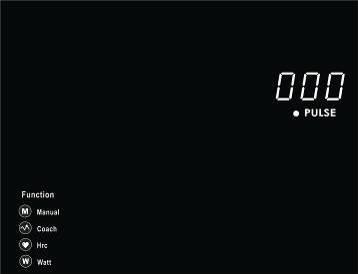 000
PULSE
Function
M Manual
Coach
Hrc
W Watt